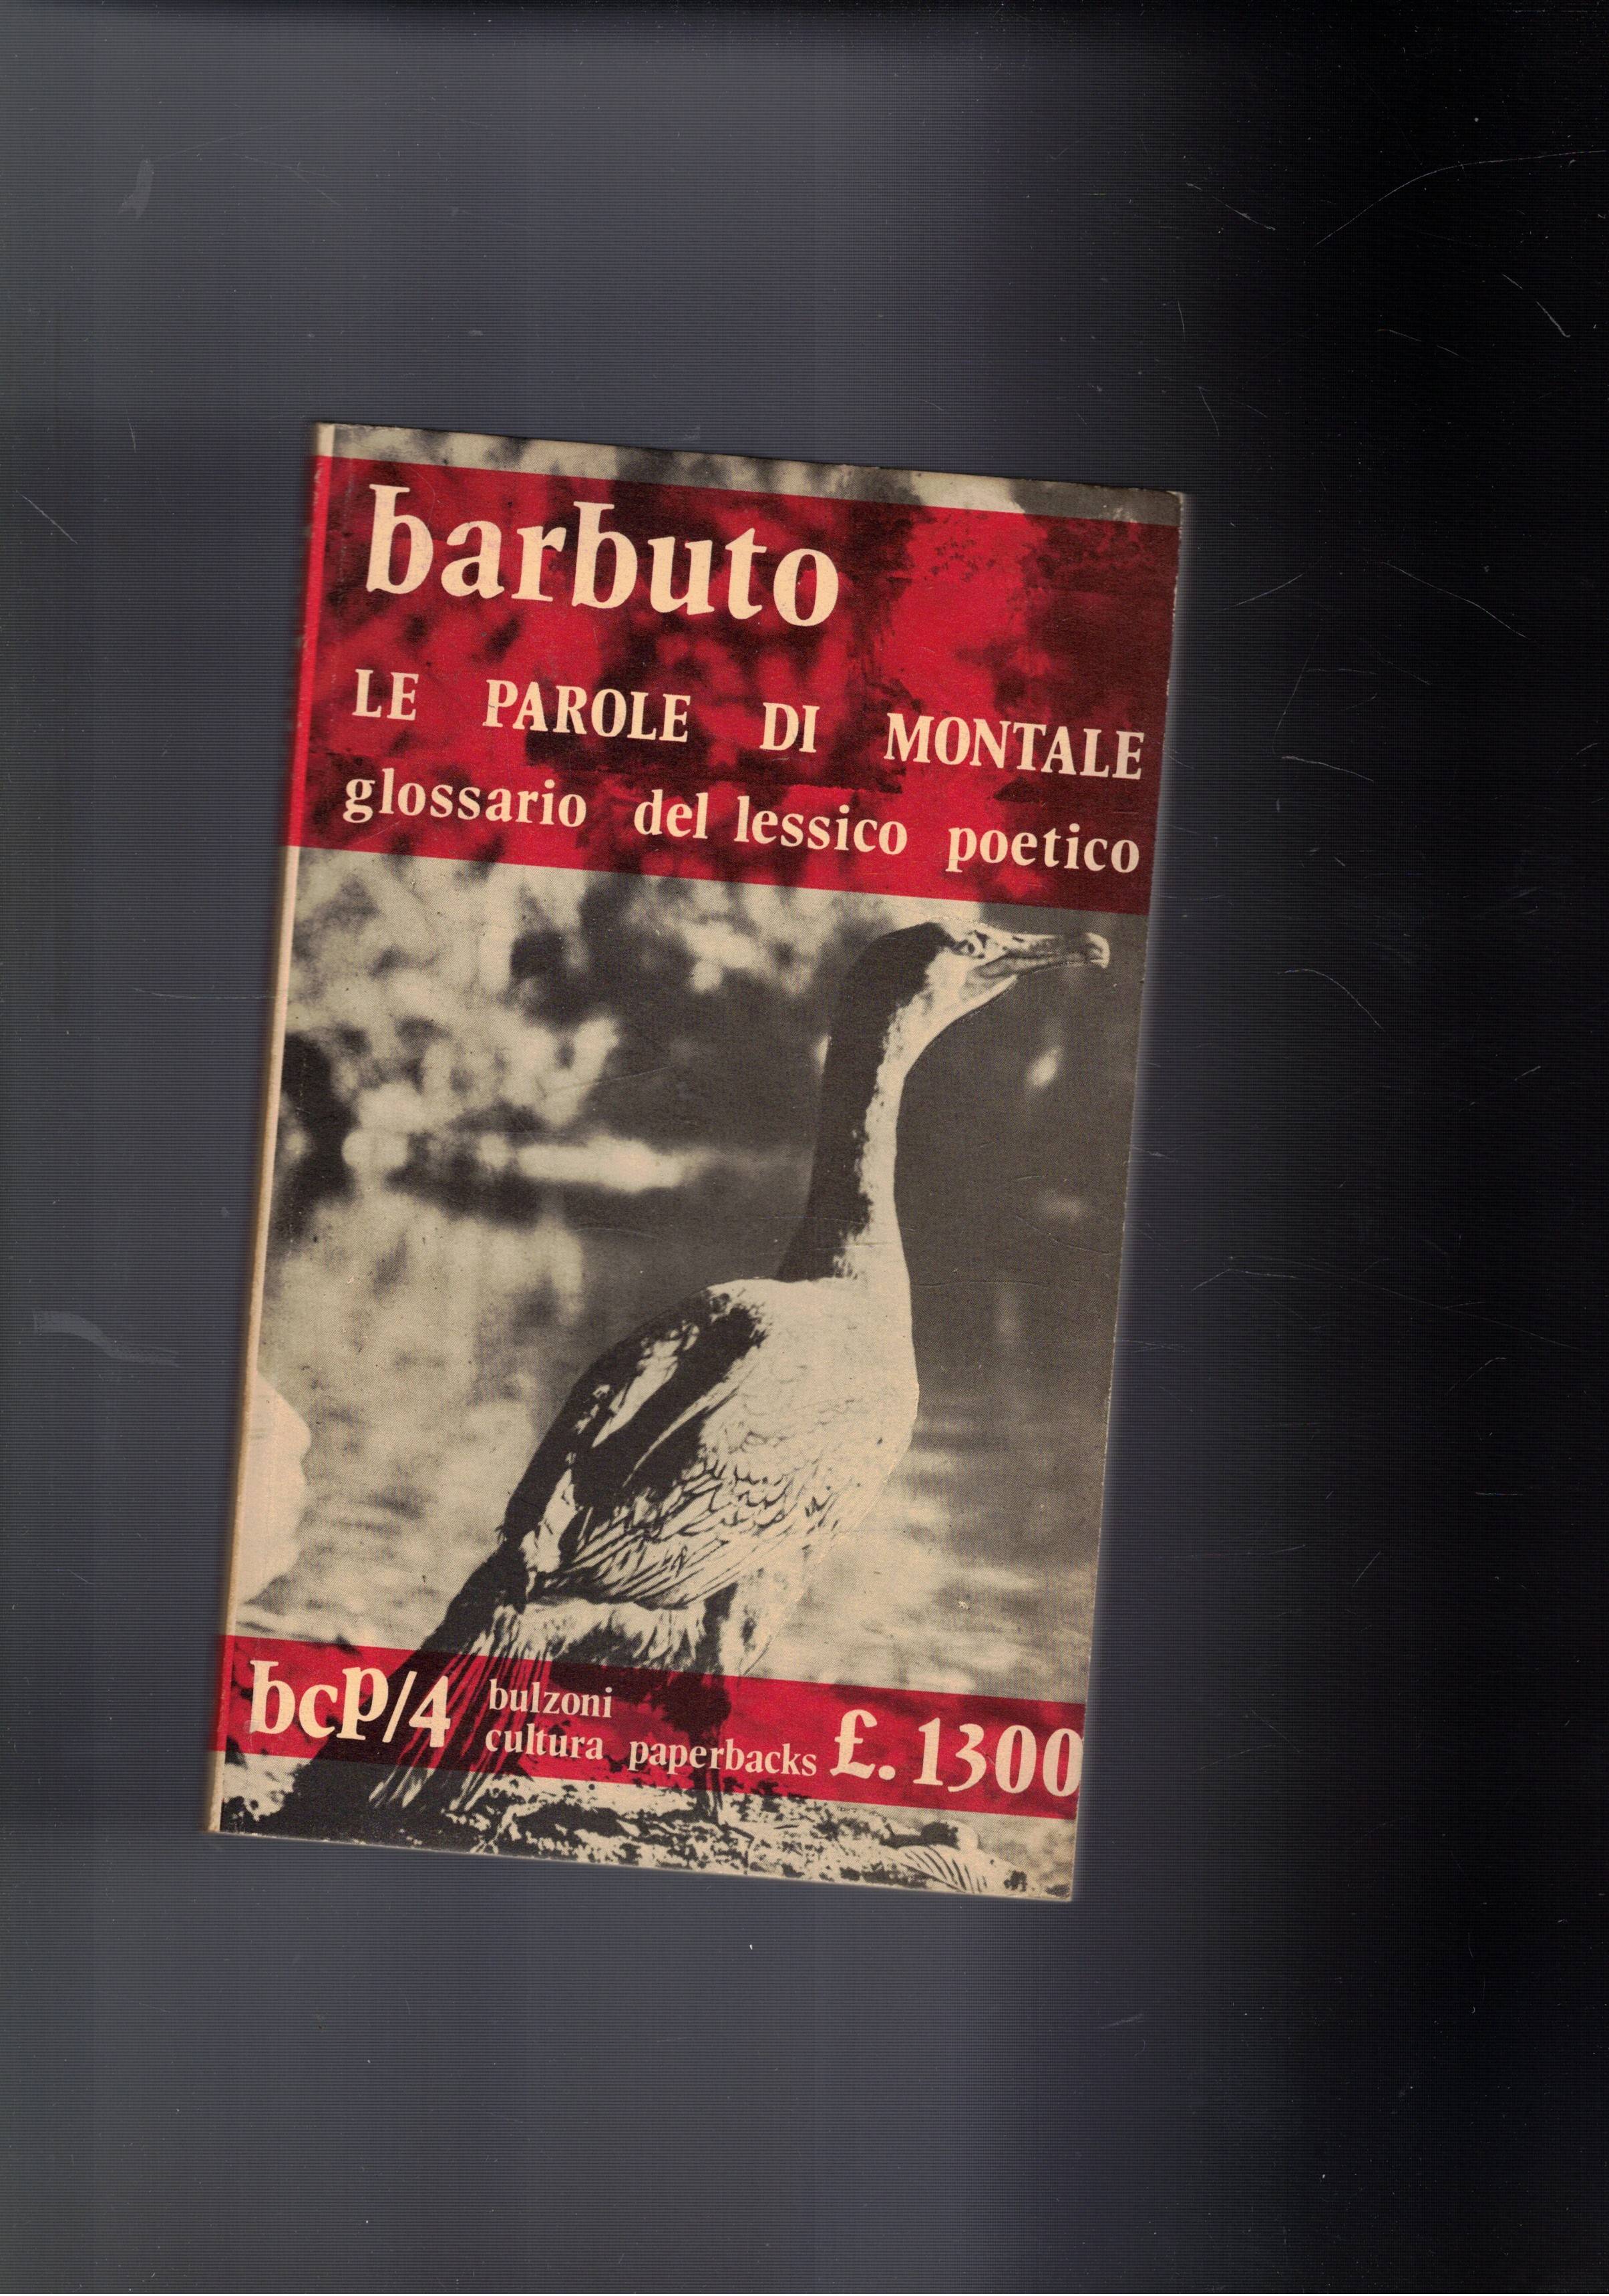 barbuto
LE PAROLE DI MONTALE
glossario del lessico poetico
bcp/4
bulzoni
cultura paperbacks
£. 1300